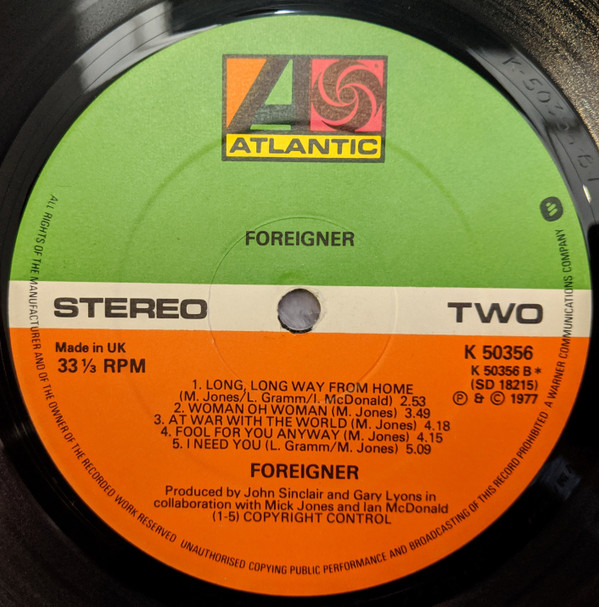 ATLANTIC
FOREIGNER
STEREO
TWO
Made in UK
33⅓ RPM
K 50356
K 50356 B*
(SD 18215)
Ⓟ & © 1977
1. LONG, LONG WAY FROM HOME
(M. Jones/L. Gramm/I. McDonald) 2.53
2. WOMAN OH WOMAN (M. Jones) 3.49
3. AT WAR WITH THE WORLD (M. Jones) 4.18
4. FOOL FOR YOU ANYWAY (M. Jones) 4.15
5. I NEED YOU (L. Gramm/M. Jones) 5.09
FOREIGNER
Produced by John Sinclair and Gary Lyons in
collaboration with Mick Jones and Ian McDonald
(1-5) COPYRIGHT CONTROL
ALL RIGHTS OF THE MANUFACTURER AND OF THE OWNER OF THE RECORDED WORK RESERVED UNAUTHORISED COPYING PUBLIC PERFORMANCE AND BROADCASTING OF THIS RECORD PROHIBITED A WARNER COMMUNICATIONS COMPANY